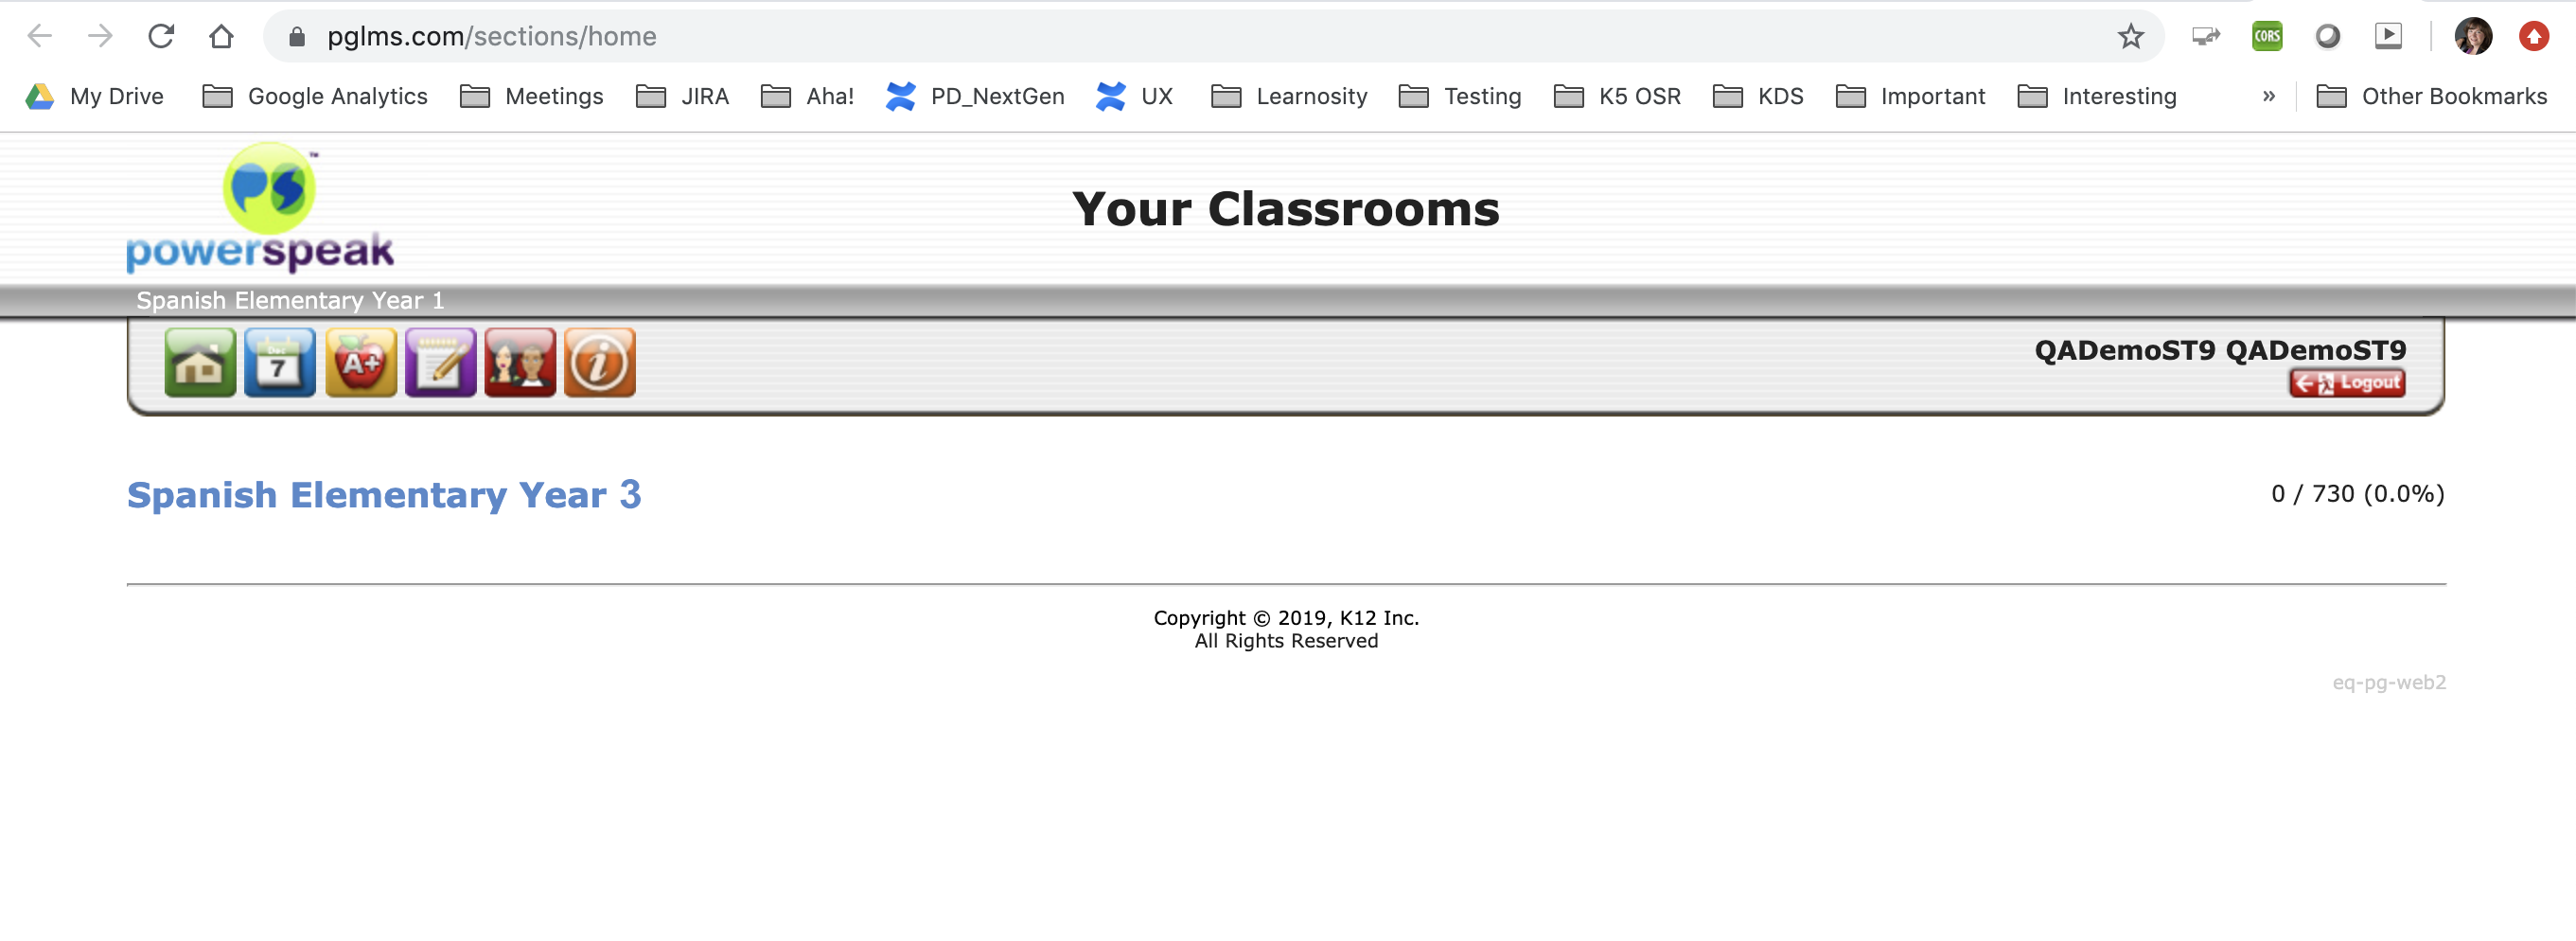 pglms.com/sections/home
CORS
My Drive Google Analytics Meetings JIRA Aha! PD_NextGen UX Learnosity Testing K5 OSR KDS Important Interesting » Other Bookmarks
PS™
powerspeak
Your Classrooms
Spanish Elementary Year 1
Dec
7
A+
i
QADemoST9 QADemoST9
Logout
Spanish Elementary Year 3
0 / 730 (0.0%)
Copyright © 2019, K12 Inc.
All Rights Reserved
eq-pg-web2